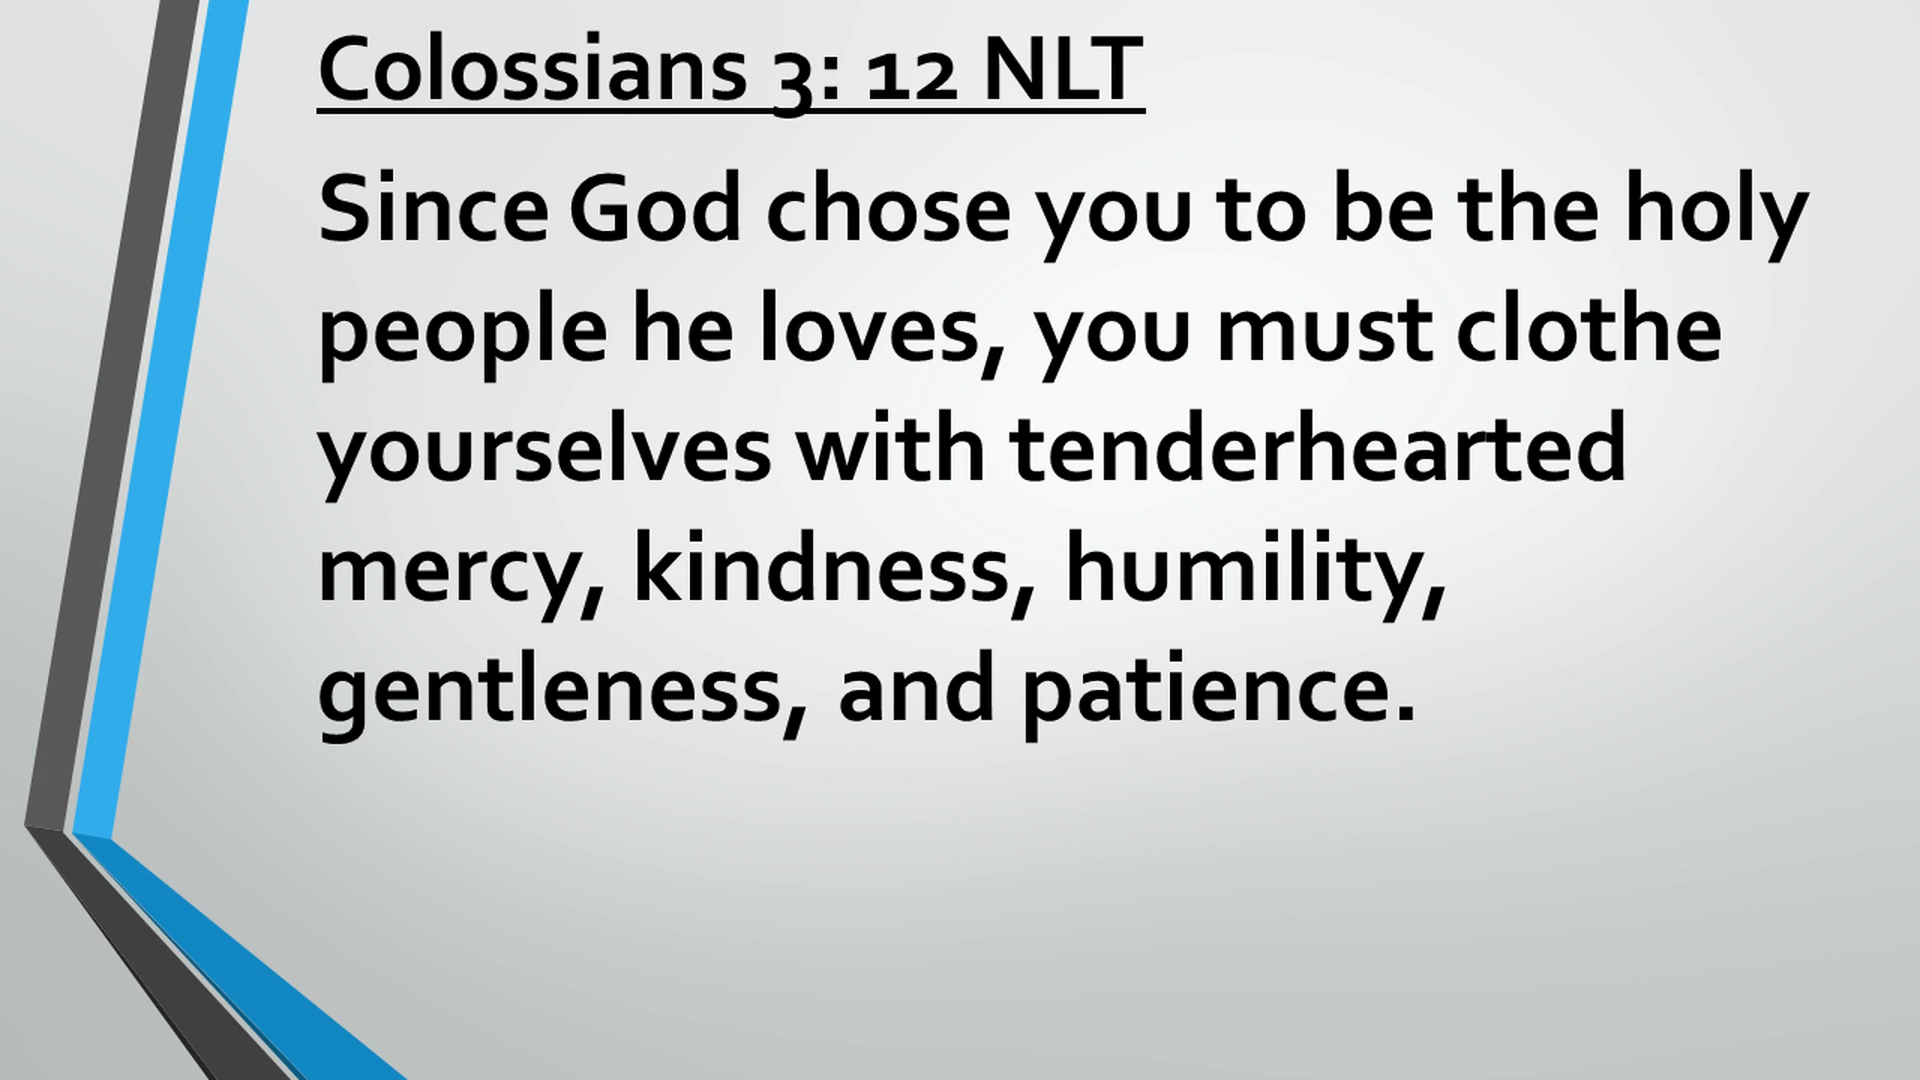 Colossians 3: 12 NLT
Since God chose you to be the holy
people he loves, you must clothe
yourselves with tenderhearted
mercy, kindness, humility,
gentleness, and patience.